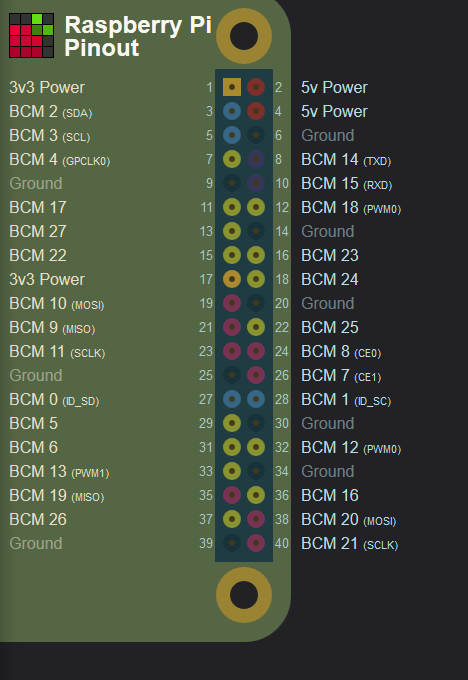 Raspberry Pi
Pinout
3v3 Power 1 2 5v Power
BCM 2 (SDA) 3 4 5v Power
BCM 3 (SCL) 5 6 Ground
BCM 4 (GPCLK0) 7 8 BCM 14 (TXD)
Ground 9 10 BCM 15 (RXD)
BCM 17 11 12 BCM 18 (PWM0)
BCM 27 13 14 Ground
BCM 22 15 16 BCM 23
3v3 Power 17 18 BCM 24
BCM 10 (MOSI) 19 20 Ground
BCM 9 (MISO) 21 22 BCM 25
BCM 11 (SCLK) 23 24 BCM 8 (CE0)
Ground 25 26 BCM 7 (CE1)
BCM 0 (ID_SD) 27 28 BCM 1 (ID_SC)
BCM 5 29 30 Ground
BCM 6 31 32 BCM 12 (PWM0)
BCM 13 (PWM1) 33 34 Ground
BCM 19 (MISO) 35 36 BCM 16
BCM 26 37 38 BCM 20 (MOSI)
Ground 39 40 BCM 21 (SCLK)